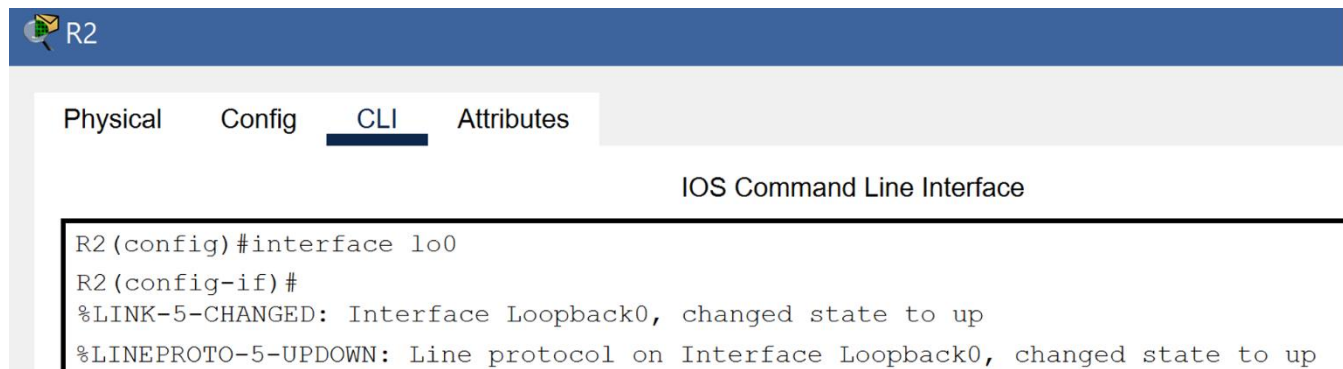 R2
Physical Config CLI Attributes
IOS Command Line Interface
R2(config)#interface lo0
R2(config-if)#
%LINK-5-CHANGED: Interface Loopback0, changed state to up
%LINEPROTO-5-UPDOWN: Line protocol on Interface Loopback0, changed state to up